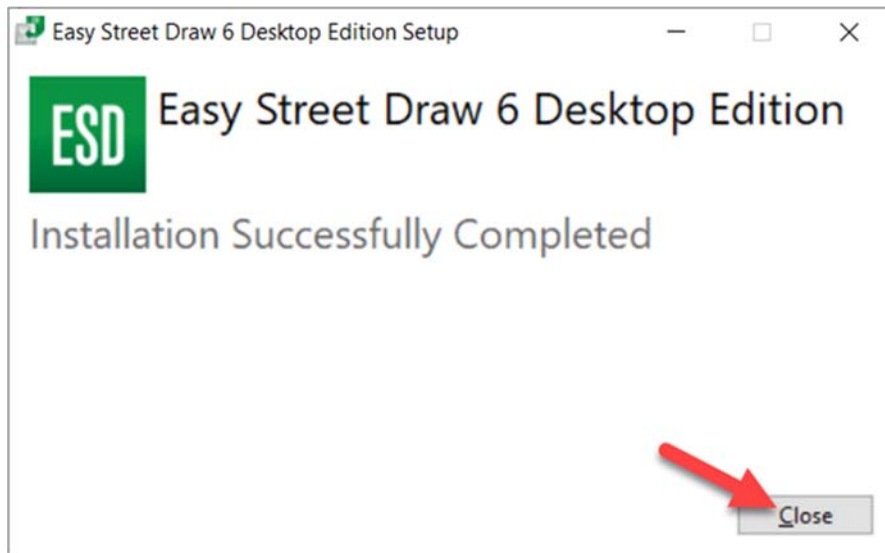 Easy Street Draw 6 Desktop Edition Setup
ESD
Easy Street Draw 6 Desktop Edition
Installation Successfully Completed
Close